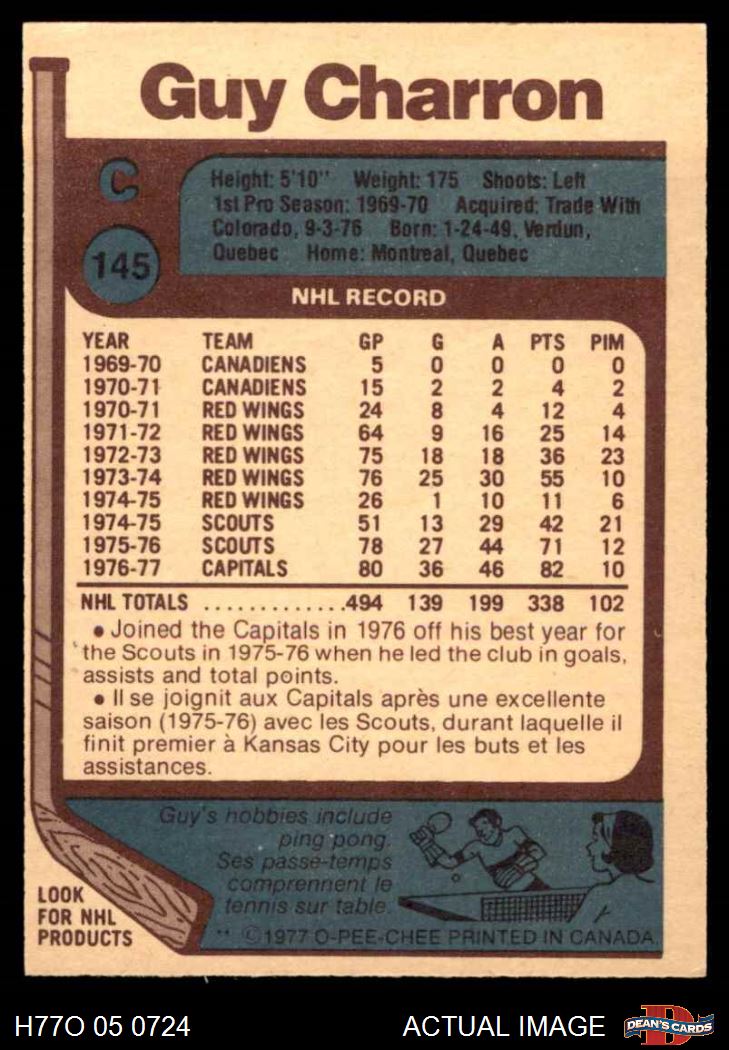 Guy Charron
C
145
Height: 5'10" Weight: 175 Shoots: Left
1st Pro Season: 1969-70 Acquired: Trade With
Colorado, 9-3-76 Born: 1-24-49, Verdun,
Quebec Home: Montreal, Quebec
NHL RECORD
YEAR TEAM GP G A PTS PIM
1969-70 CANADIENS 5 0 0 0 0
1970-71 CANADIENS 15 2 2 4 2
1970-71 RED WINGS 24 8 4 12 4
1971-72 RED WINGS 64 9 16 25 14
1972-73 RED WINGS 75 18 18 36 23
1973-74 RED WINGS 76 25 30 55 10
1974-75 RED WINGS 26 1 10 11 6
1974-75 SCOUTS 51 13 29 42 21
1975-76 SCOUTS 78 27 44 71 12
1976-77 CAPITALS 80 36 46 82 10
NHL TOTALS .............494 139 199 338 102
• Joined the Capitals in 1976 off his best year for
the Scouts in 1975-76 when he led the club in goals,
assists and total points.
• Il se joignit aux Capitals après une excellente
saison (1975-76) avec les Scouts, durant laquelle il
finit premier à Kansas City pour les buts et les
assistances.
Guy's hobbies include
ping pong.
Ses passe-temps
comprennent le
tennis sur table.
LOOK
FOR NHL
PRODUCTS
** ©1977 O-PEE-CHEE PRINTED IN CANADA.
H77O 05 0724
ACTUAL IMAGE
D
DEAN'S CARDS